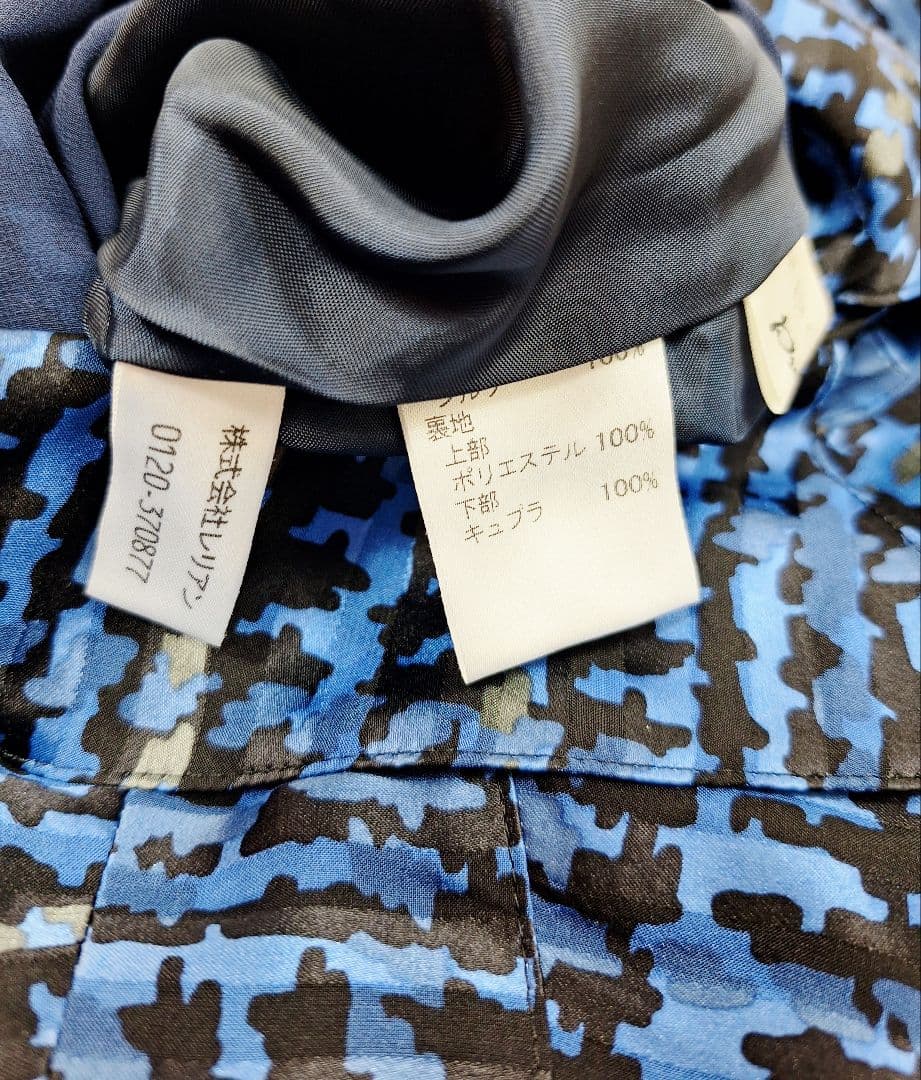 株式会社レリアン
0120-370877
100%
裏地
上部
ポリエステル 100%
下部
キュプラ 100%